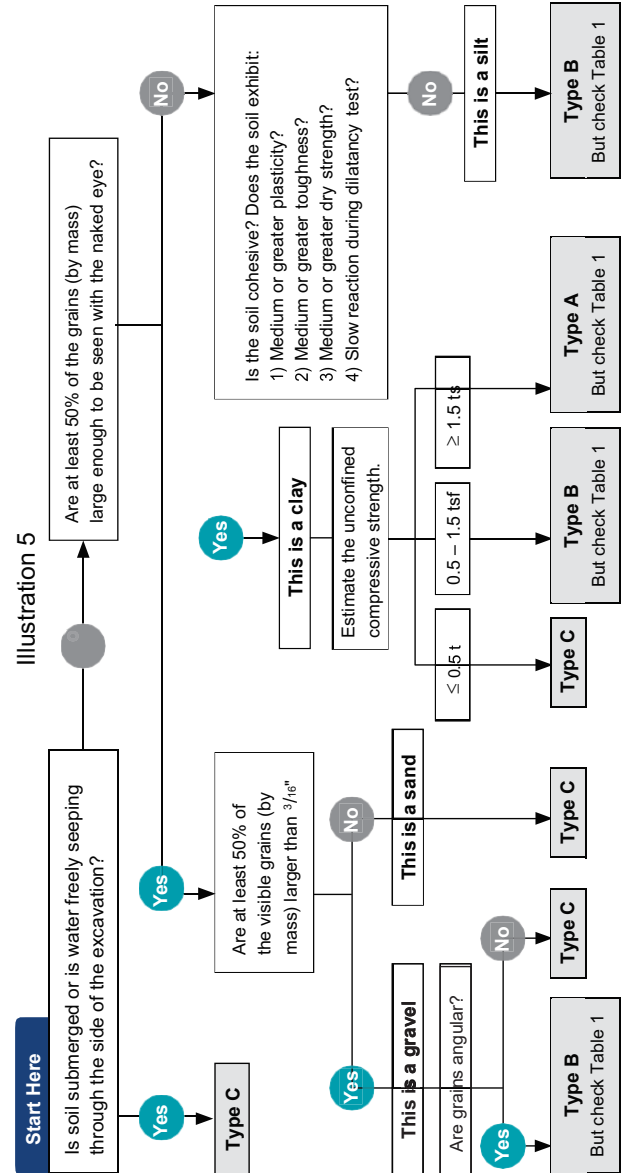 Illustration 5
Start Here
Is soil submerged or is water freely seeping
through the side of the excavation?
Yes
Type C
Are at least 50% of the grains (by mass)
large enough to be seen with the naked eye?
Yes
No
Are at least 50% of
the visible grains (by
mass) larger than 3/16"
Yes
No
This is a gravel
Are grains angular?
Yes
No
Type B
But check Table 1
Type C
This is a sand
Type C
Is the soil cohesive? Does the soil exhibit:
1) Medium or greater plasticity?
2) Medium or greater toughness?
3) Medium or greater dry strength?
4) Slow reaction during dilatancy test?
Yes
No
This is a clay
Estimate the unconfined
compressive strength.
≤ 0.5 t
0.5 – 1.5 tsf
≥ 1.5 ts
Type C
Type B
But check Table 1
Type A
But check Table 1
This is a silt
Type B
But check Table 1